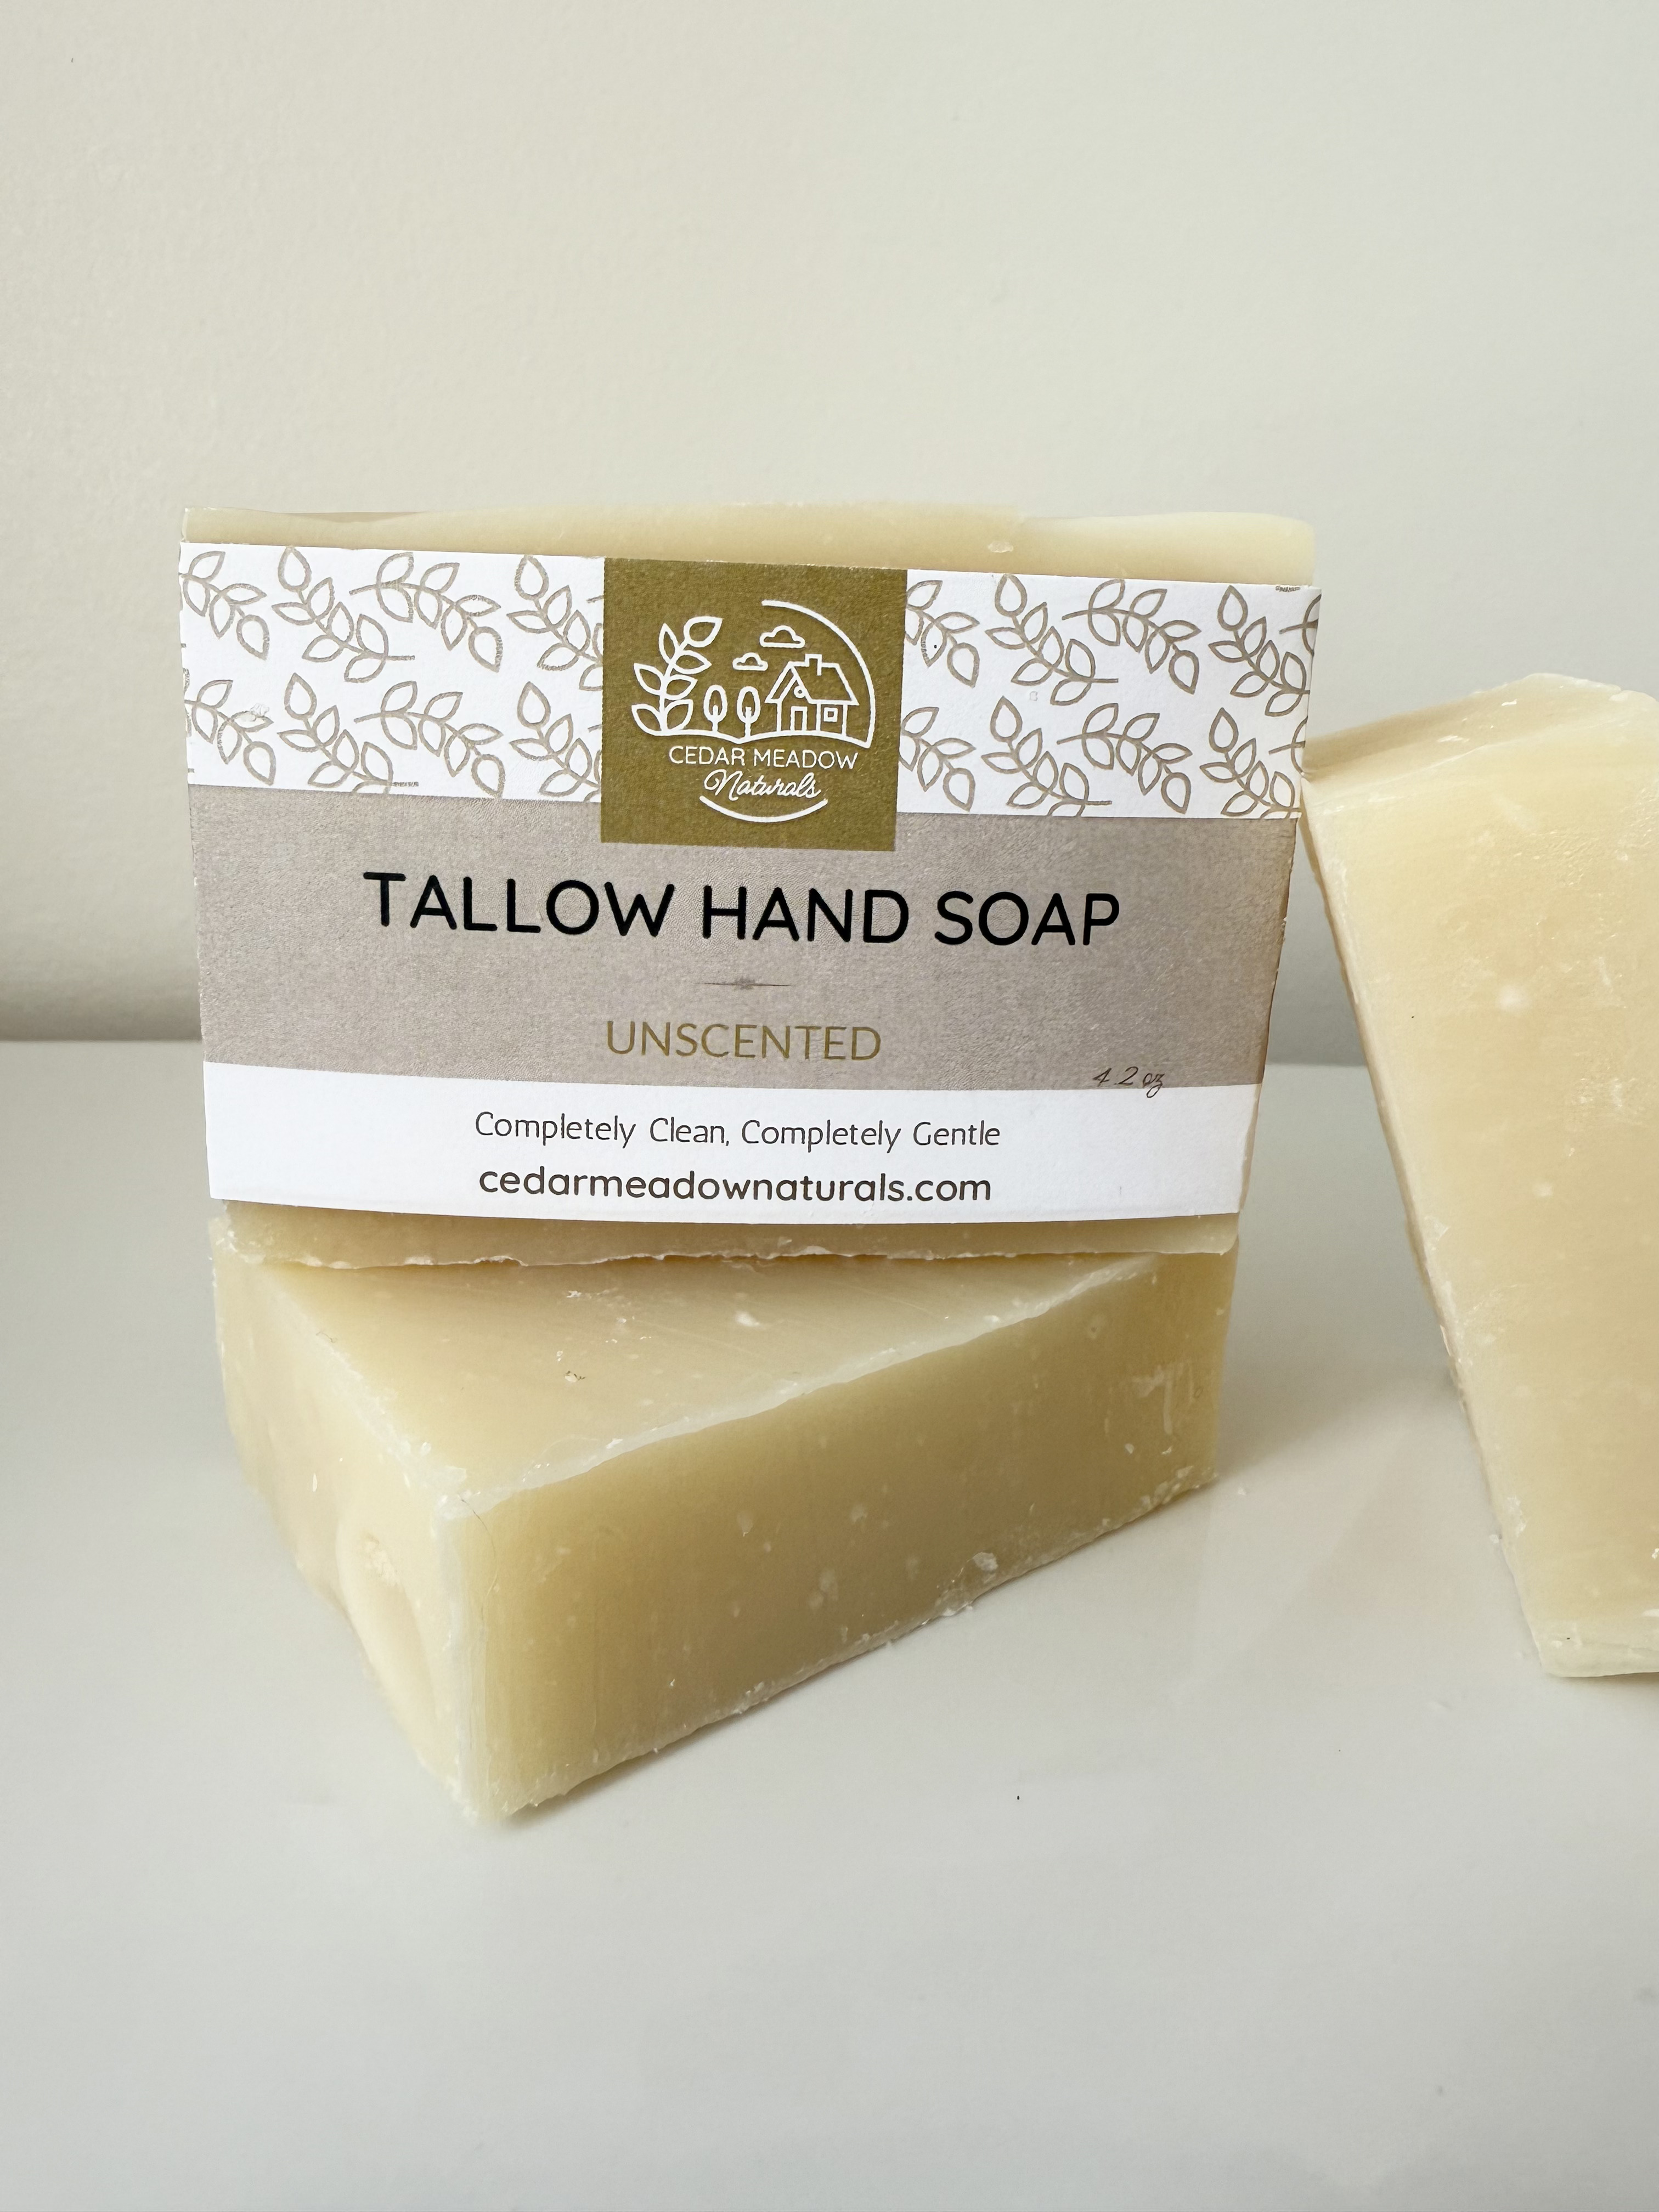 CEDAR MEADOW
Naturals
TALLOW HAND SOAP
UNSCENTED
4.2 oz
Completely Clean, Completely Gentle
cedarmeadownaturals.com